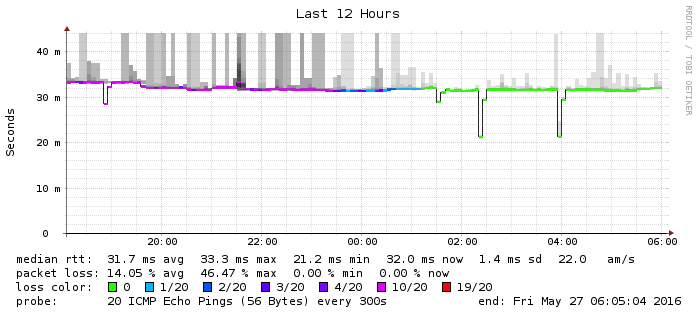 Last 12 Hours
RRDTOOL / TOBI OETIKER
Seconds
40 m
30 m
20 m
10 m
0
20:00 22:00 00:00 02:00 04:00 06:00
median rtt: 31.7 ms avg 33.3 ms max 21.2 ms min 32.0 ms now 1.4 ms sd 22.0 am/s
packet loss: 14.05 % avg 46.47 % max 0.00 % min 0.00 % now
loss color: 0 1/20 2/20 3/20 4/20 10/20 19/20
probe: 20 ICMP Echo Pings (56 Bytes) every 300s end: Fri May 27 06:05:04 2016